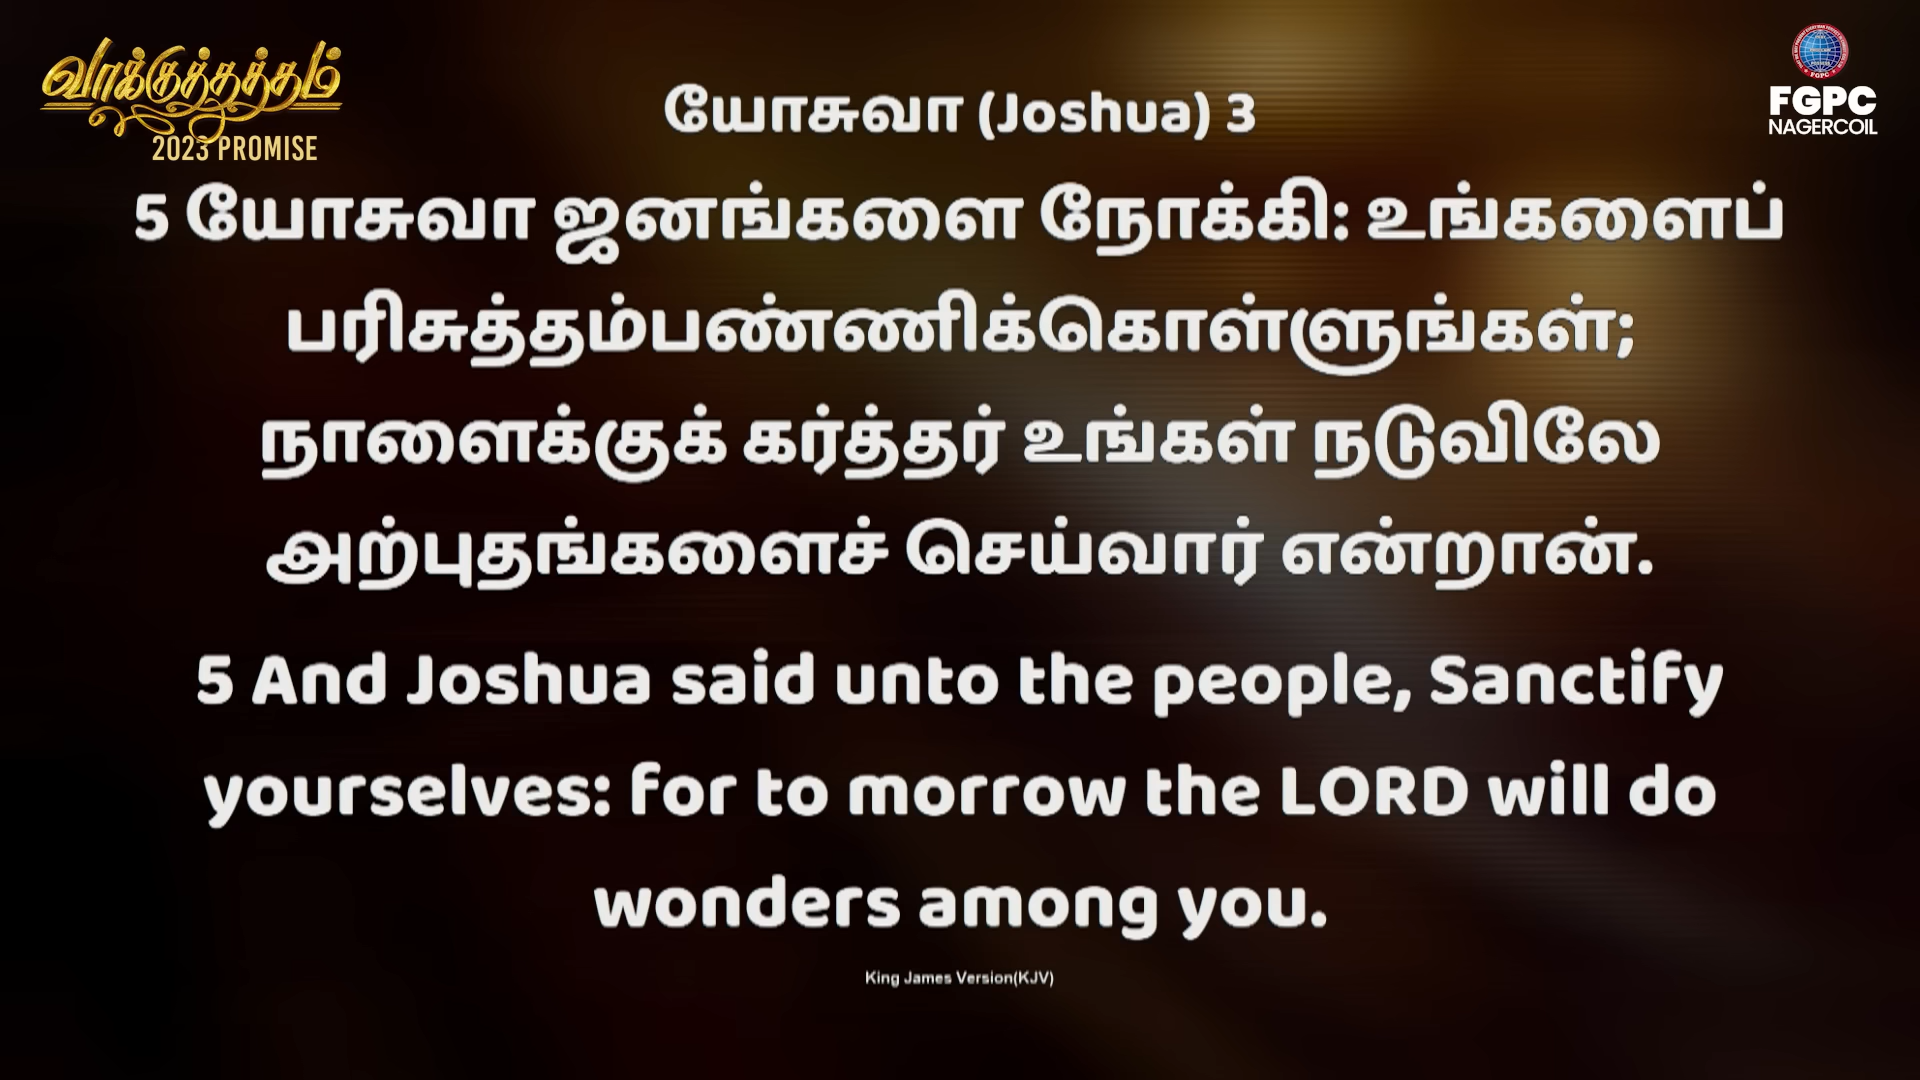 வாக்குத்தத்தம்
2023 PROMISE
FGPC
NAGERCOIL
யோசுவா (Joshua) 3
5 யோசுவா ஜனங்களை நோக்கி: உங்களைப்
பரிசுத்தம்பண்ணிக்கொள்ளுங்கள்;
நாளைக்குக் கர்த்தர் உங்கள் நடுவிலே
அற்புதங்களைச் செய்வார் என்றான்.
5 And Joshua said unto the people, Sanctify
yourselves: for to morrow the LORD will do
wonders among you.
King James Version(KJV)